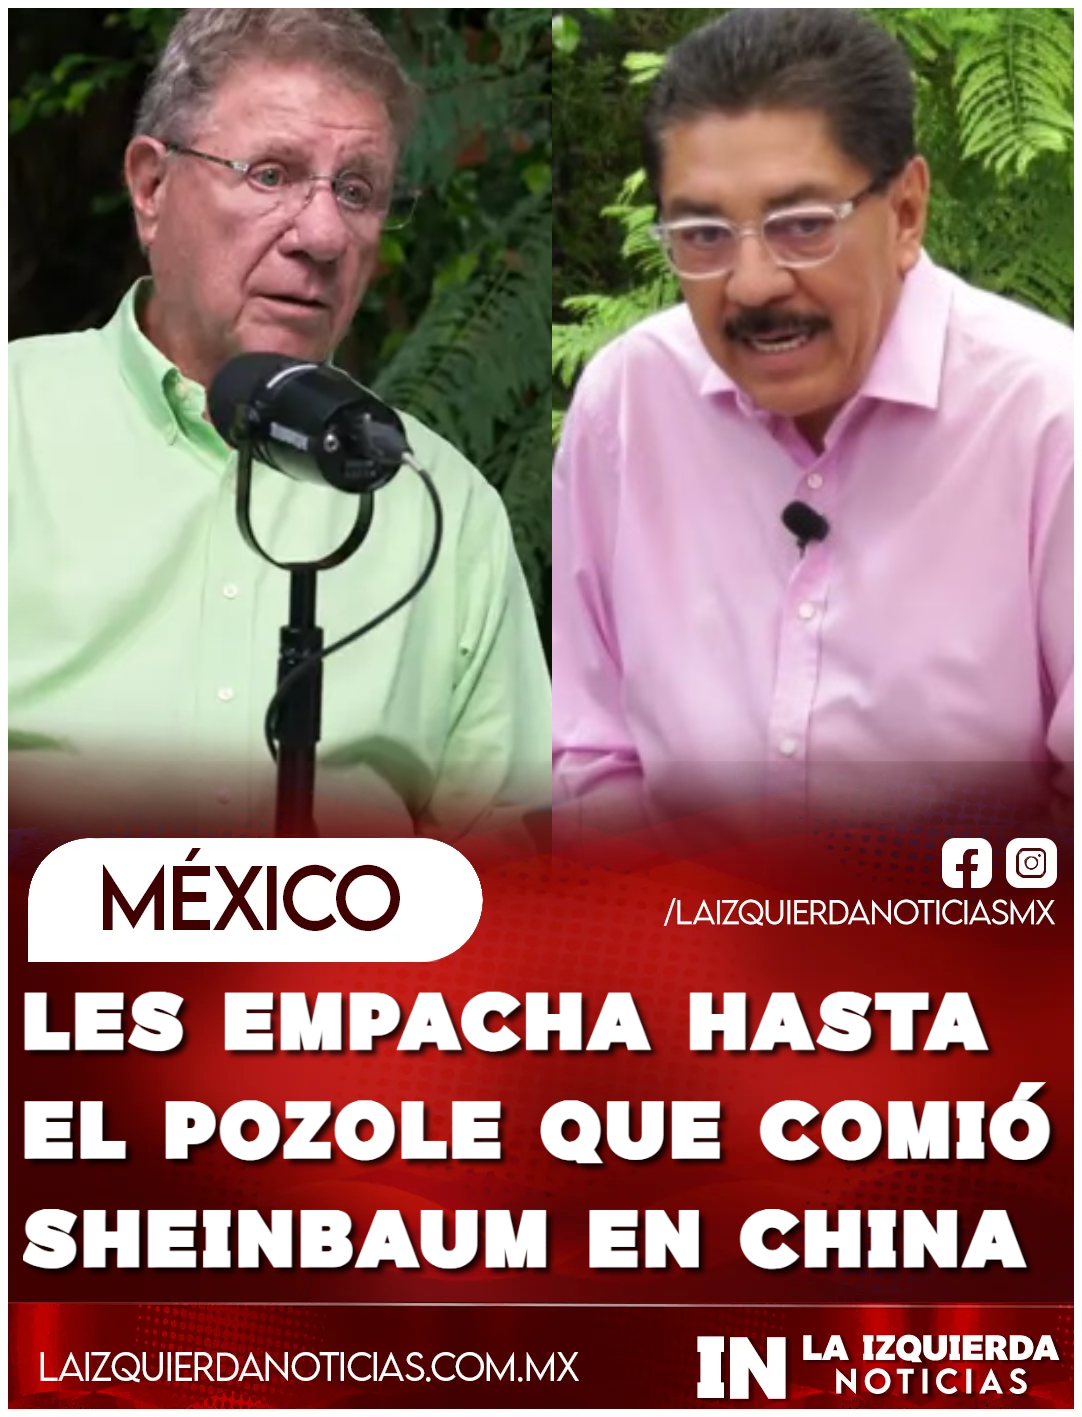 MÉXICO
/LAIZQUIERDANOTICIASMX
LES EMPACHA HASTA
EL POZOLE QUE COMIÓ
SHEINBAUM EN CHINA
LAIZQUIERDANOTICIAS.COM.MX
IN LA IZQUIERDA
NOTICIAS